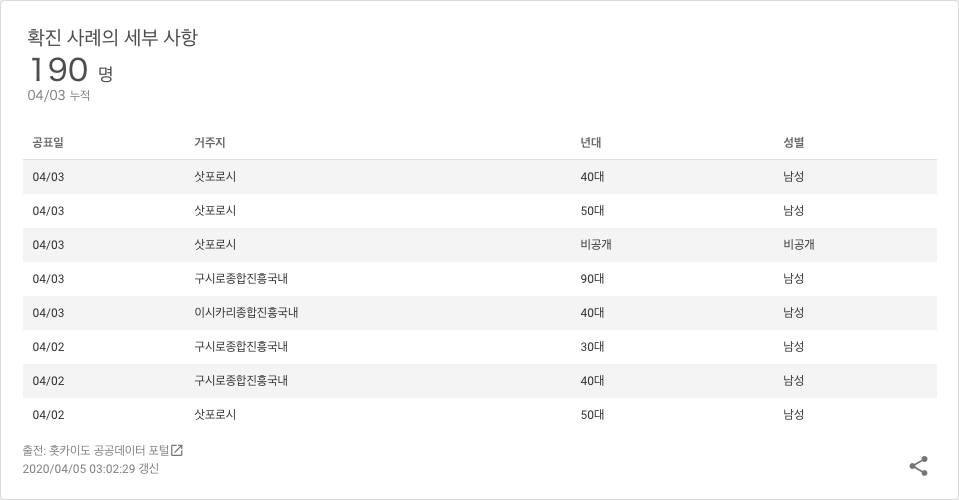 확진 사례의 세부 사항
190 명
04/03 누적
공표일 거주지 년대 성별
04/03 삿포로시 40대 남성
04/03 삿포로시 50대 남성
04/03 삿포로시 비공개 비공개
04/03 구시로종합진흥국내 90대 남성
04/03 이시카리종합진흥국내 40대 남성
04/02 구시로종합진흥국내 30대 남성
04/02 구시로종합진흥국내 40대 남성
04/02 삿포로시 50대 남성
출전: 홋카이도 공공데이터 포털
2020/04/05 03:02:29 갱신